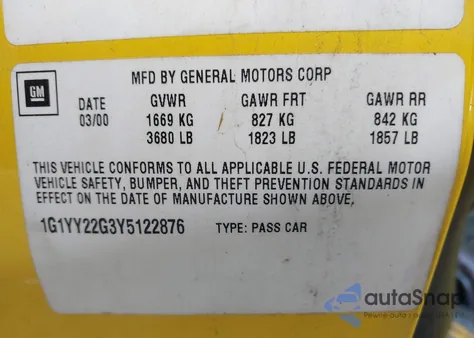 MFD BY GENERAL MOTORS CORP
GM
DATE GVWR GAWR FRT GAWR RR
03/00 1669 KG 827 KG 842 KG
3680 LB 1823 LB 1857 LB
THIS VEHICLE CONFORMS TO ALL APPLICABLE U.S. FEDERAL MOTOR
VEHICLE SAFETY, BUMPER, AND THEFT PREVENTION STANDARDS IN
EFFECT ON THE DATE OF MANUFACTURE SHOWN ABOVE,
1G1YY22G3Y5122876 TYPE: PASS CAR
autoSnap